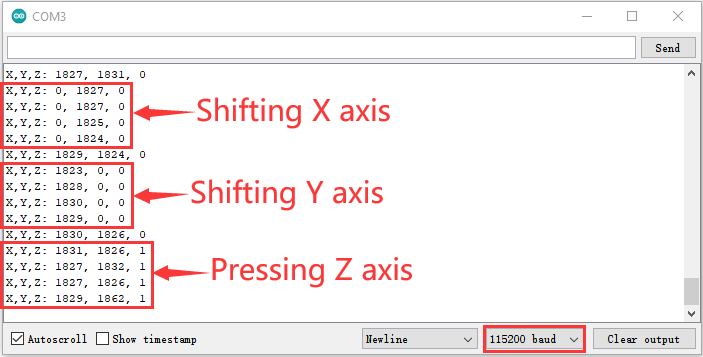 COM3
Send
X,Y,Z: 1827, 1831, 0
X,Y,Z: 0, 1827, 0
X,Y,Z: 0, 1827, 0
X,Y,Z: 0, 1825, 0
X,Y,Z: 0, 1824, 0
Shifting X axis
X,Y,Z: 1829, 1824, 0
X,Y,Z: 1823, 0, 0
X,Y,Z: 1828, 0, 0
X,Y,Z: 1830, 0, 0
X,Y,Z: 1829, 0, 0
Shifting Y axis
X,Y,Z: 1830, 1826, 0
X,Y,Z: 1831, 1826, 1
X,Y,Z: 1827, 1832, 1
X,Y,Z: 1827, 1826, 1
X,Y,Z: 1829, 1862, 1
Pressing Z axis
Autoscroll Show timestamp Newline 115200 baud Clear output